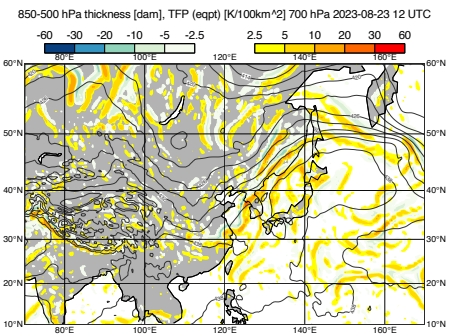 850-500 hPa thickness [dam], TFP (eqpt) [K/100km^2] 700 hPa 2023-08-23 12 UTC
-60 -30 -20 -10 -5 -2.5 2.5 5 10 20 30 60
80°E 100°E 120°E 140°E 160°E
60°N 60°N
50°N 50°N
40°N 40°N
30°N 30°N
20°N 20°N
10°N 10°N
80°E 100°E 120°E 140°E 160°E